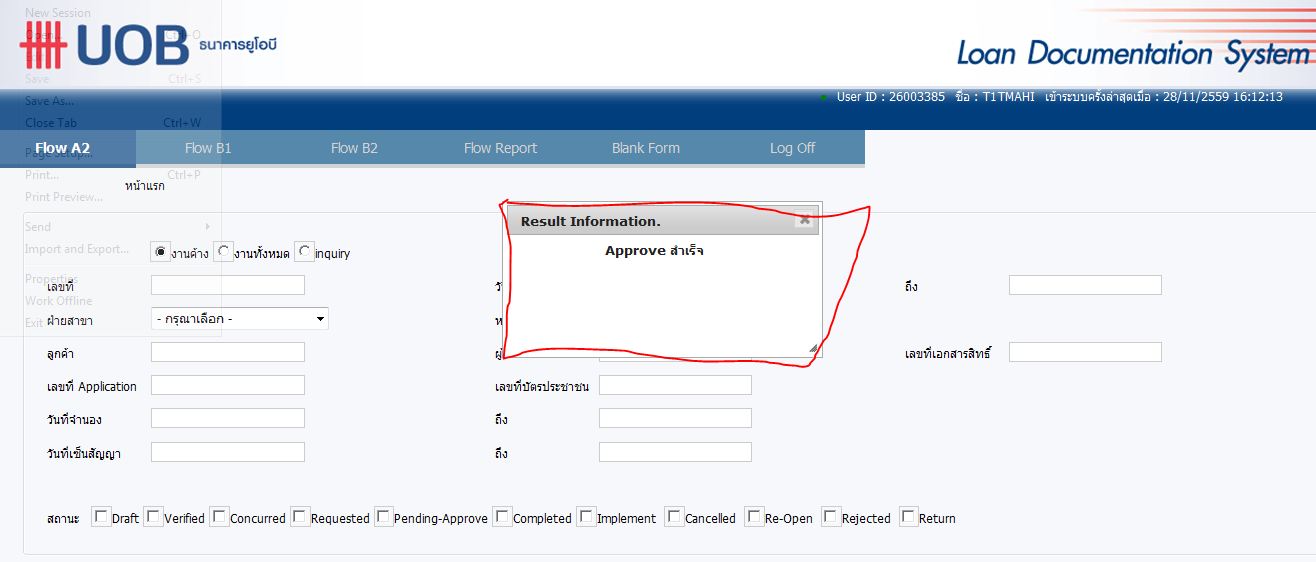 New Session
Open... Ctrl+O
UOB ธนาคารยูโอบี
Loan Documentation System
Save Ctrl+S
Save As...
User ID : 26003385 ชื่อ : T1TMAHI เข้าระบบครั้งล่าสุดเมื่อ : 28/11/2559 16:12:13
Close Tab Ctrl+W
Flow A2 Flow B1 Flow B2 Flow Report Blank Form Log Off
Page Setup...
Print... Ctrl+P
หน้าแรก
Print Preview...
Result Information.
Send
Import and Export...
งานค้าง งานทั้งหมด inquiry
Approve สำเร็จ
Properties
เลขที่ ถึง
Work Offline
Exit
ฝ่ายสาขา - กรุณาเลือก -
ลูกค้า เลขที่เอกสารสิทธิ์
เลขที่ Application เลขที่บัตรประชาชน
วันที่จำนอง ถึง
วันที่เซ็นสัญญา ถึง
สถานะ Draft Verified Concurred Requested Pending-Approve Completed Implement Cancelled Re-Open Rejected Return